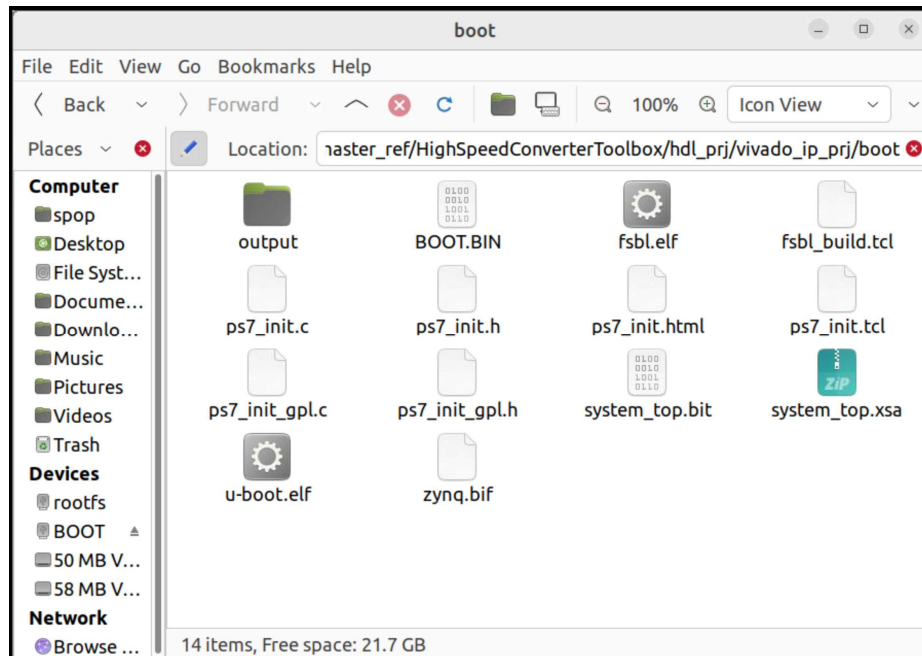 boot
File Edit View Go Bookmarks Help
Back Forward 100% Icon View
Places Location: naster_ref/HighSpeedConverterToolbox/hdl_prj/vivado_ip_prj/boot
Computer
spop
Desktop
File Syst...
Docume...
Downlo...
Music
Pictures
Videos
Trash
Devices
rootfs
BOOT
50 MB V...
58 MB V...
Network
Browse ...
output BOOT.BIN fsbl.elf fsbl_build.tcl
ps7_init.c ps7_init.h ps7_init.html ps7_init.tcl
ps7_init_gpl.c ps7_init_gpl.h system_top.bit system_top.xsa
u-boot.elf zynq.bif
14 items, Free space: 21.7 GB